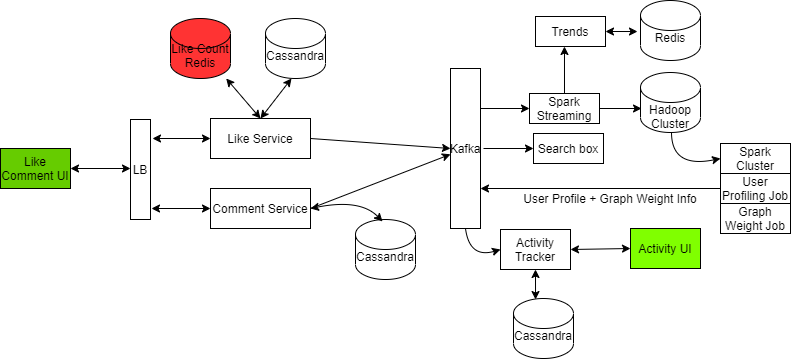 Like Count
Redis
Cassandra
Trends
Redis
Spark
Streaming
Hadoop
Cluster
Like
Comment UI
LB
Like Service
Kafka
Search box
Spark
Cluster
User
Profiling Job
Graph
Weight Job
Comment Service
User Profile + Graph Weight Info
Cassandra
Activity
Tracker
Activity UI
Cassandra